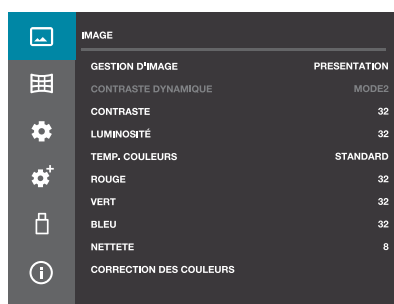 IMAGE
GESTION D'IMAGE PRESENTATION
CONTRASTE DYNAMIQUE MODE2
CONTRASTE 32
LUMINOSITÉ 32
TEMP. COULEURS STANDARD
ROUGE 32
VERT 32
BLEU 32
NETTETE 8
CORRECTION DES COULEURS